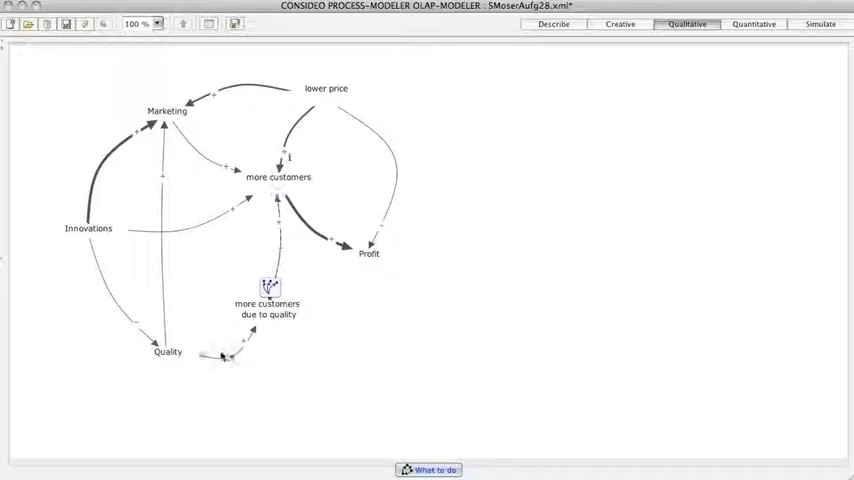 CONSIDEO PROCESS-MODELER OLAP-MODELER : SMoserAufg28.xml*
100 %
Describe
Creative
Qualitative
Quantitative
Simulate
lower price
Marketing
+
+
+
i
+
+
more customers
+
+
Innovations
+
-
Profit
more customers
due to quality
-
+
Quality
What to do